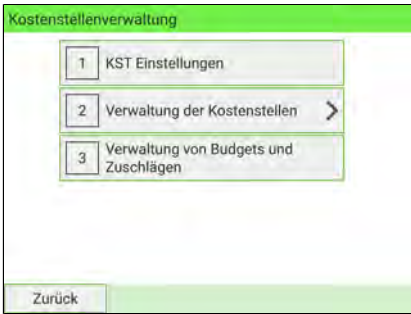 Kostenstellenverwaltung
1 KST Einstellungen
2 Verwaltung der Kostenstellen
3 Verwaltung von Budgets und
Zuschlägen
Zurück